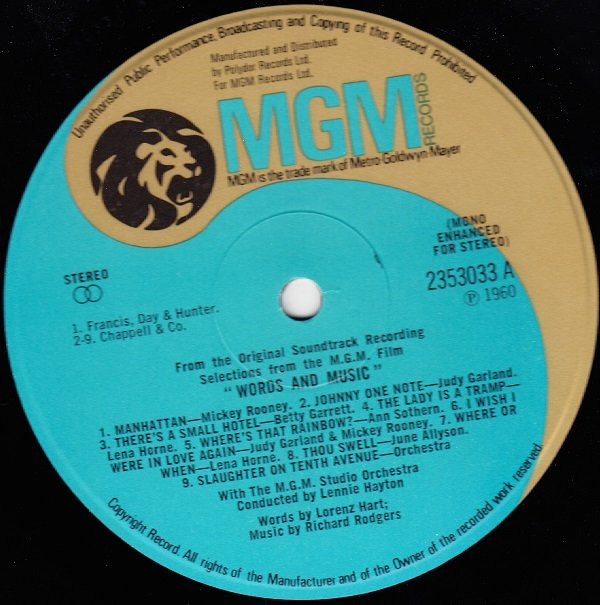 Unauthorised Public Performance, Broadcasting and Copying of this Record Prohibited
Manufactured and Distributed
by Polydor Records Ltd.
For MGM Records Ltd.
MGM
RECORDS
MGM is the trade mark of Metro-Goldwyn-Mayer
(MONO
ENHANCED
FOR STEREO)
STEREO
2353033 A
Ⓟ 1960
1. Francis, Day & Hunter.
2-9. Chappell & Co.
From the Original Soundtrack Recording
Selections from the M.G.M. Film
"WORDS AND MUSIC"
1. MANHATTAN—Mickey Rooney. 2. JOHNNY ONE NOTE—Judy Garland.
3. THERE'S A SMALL HOTEL—Betty Garrett. 4. THE LADY IS A TRAMP—
Lena Horne. 5. WHERE'S THAT RAINBOW?—Ann Sothern. 6. I WISH I
WERE IN LOVE AGAIN—Judy Garland & Mickey Rooney. 7. WHERE OR
WHEN—Lena Horne. 8. THOU SWELL—June Allyson.
9. SLAUGHTER ON TENTH AVENUE—Orchestra
With The M.G.M. Studio Orchestra
Conducted by Lennie Hayton
Words by Lorenz Hart;
Music by Richard Rodgers
Copyright Record. All rights of the Manufacturer and of the Owner of the recorded work reserved.